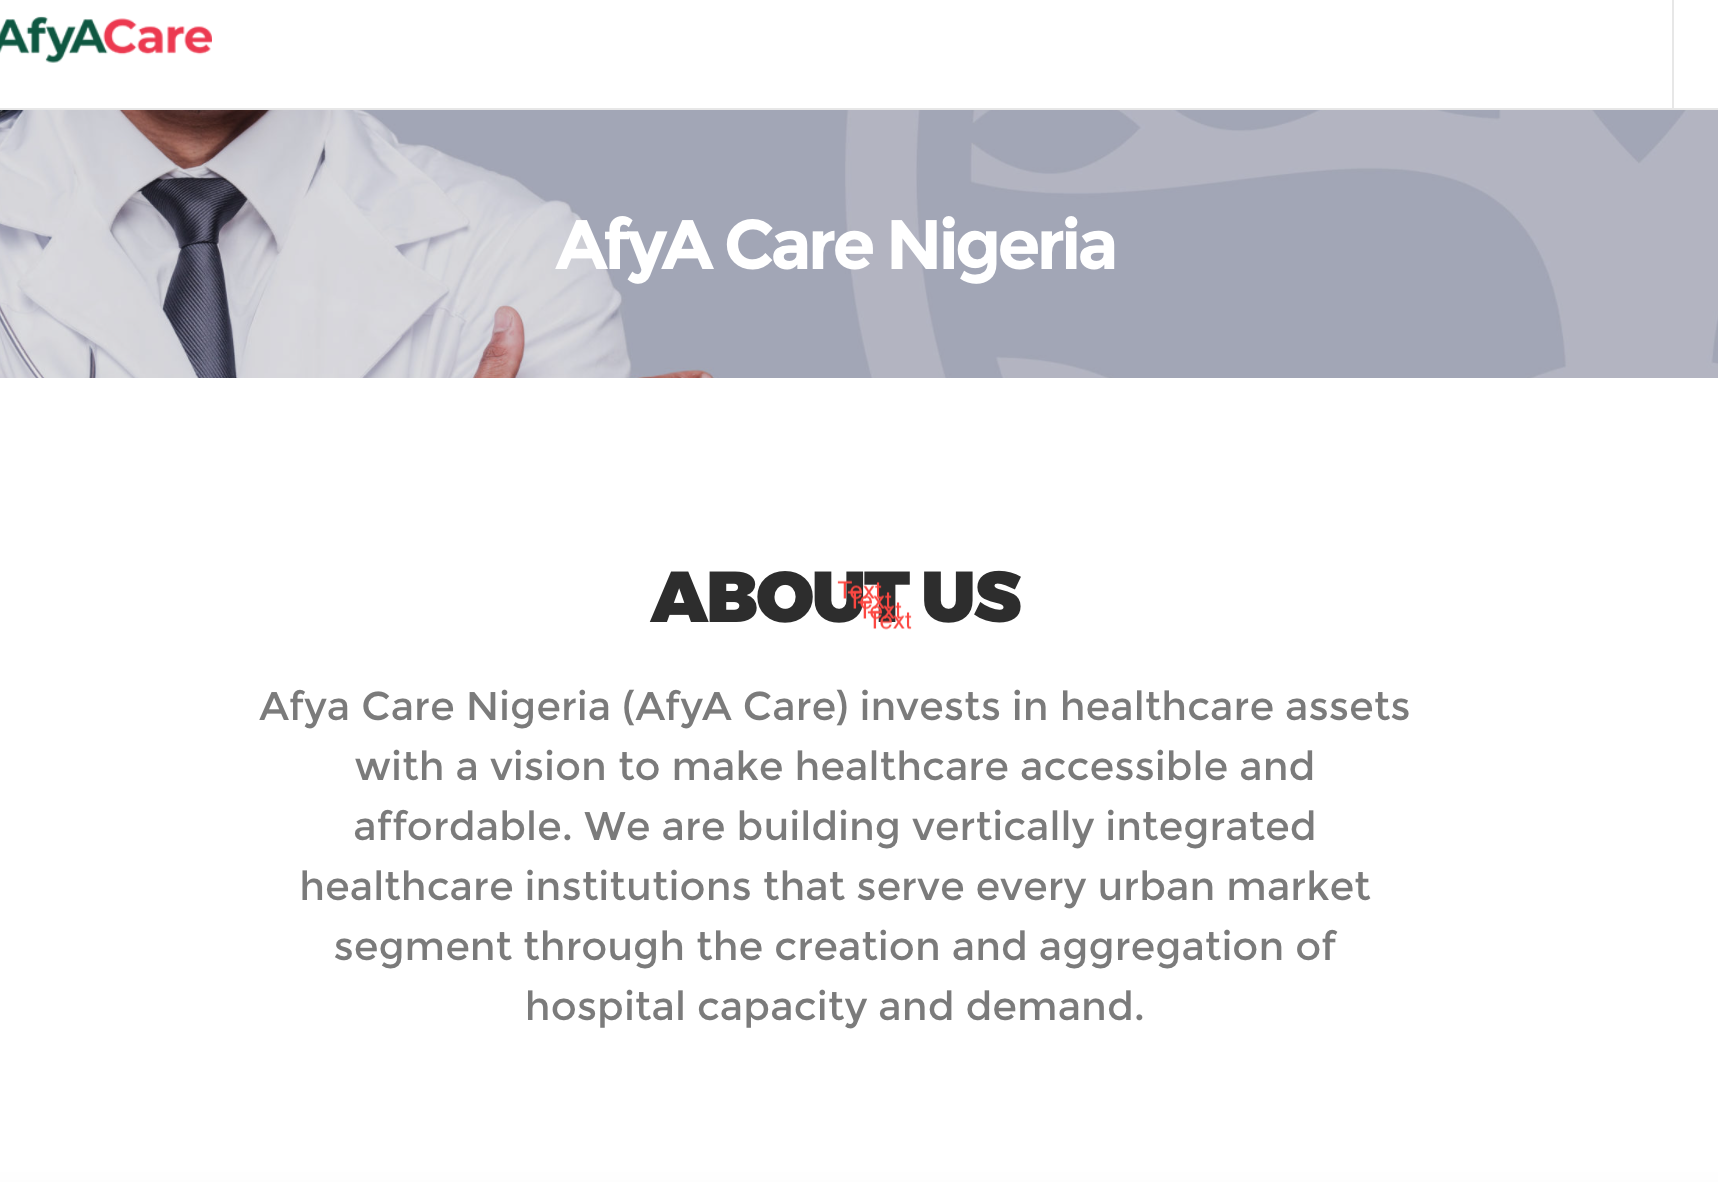 AfyACare
AfyA Care Nigeria
ABOUT US
Text
Text
Text
Text
Afya Care Nigeria (AfyA Care) invests in healthcare assets
with a vision to make healthcare accessible and
affordable. We are building vertically integrated
healthcare institutions that serve every urban market
segment through the creation and aggregation of
hospital capacity and demand.